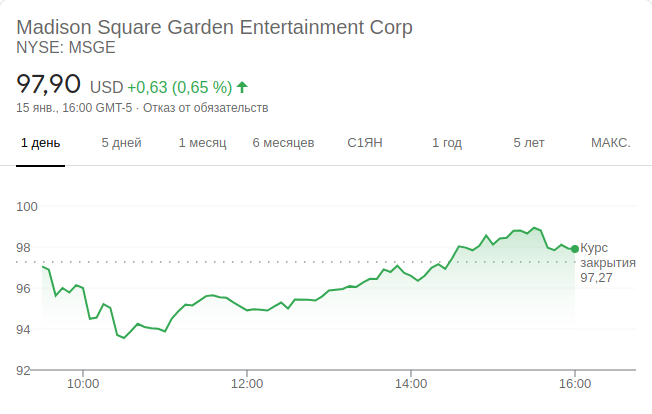 Madison Square Garden Entertainment Corp
NYSE: MSGE
97,90 USD +0,63 (0,65 %)
15 янв., 16:00 GMT-5 · Отказ от обязательств
1 день 5 дней 1 месяц 6 месяцев С1ЯН 1 год 5 лет МАКС.
100
98
96
94
92
Курс
закрытия
97,27
10:00 12:00 14:00 16:00